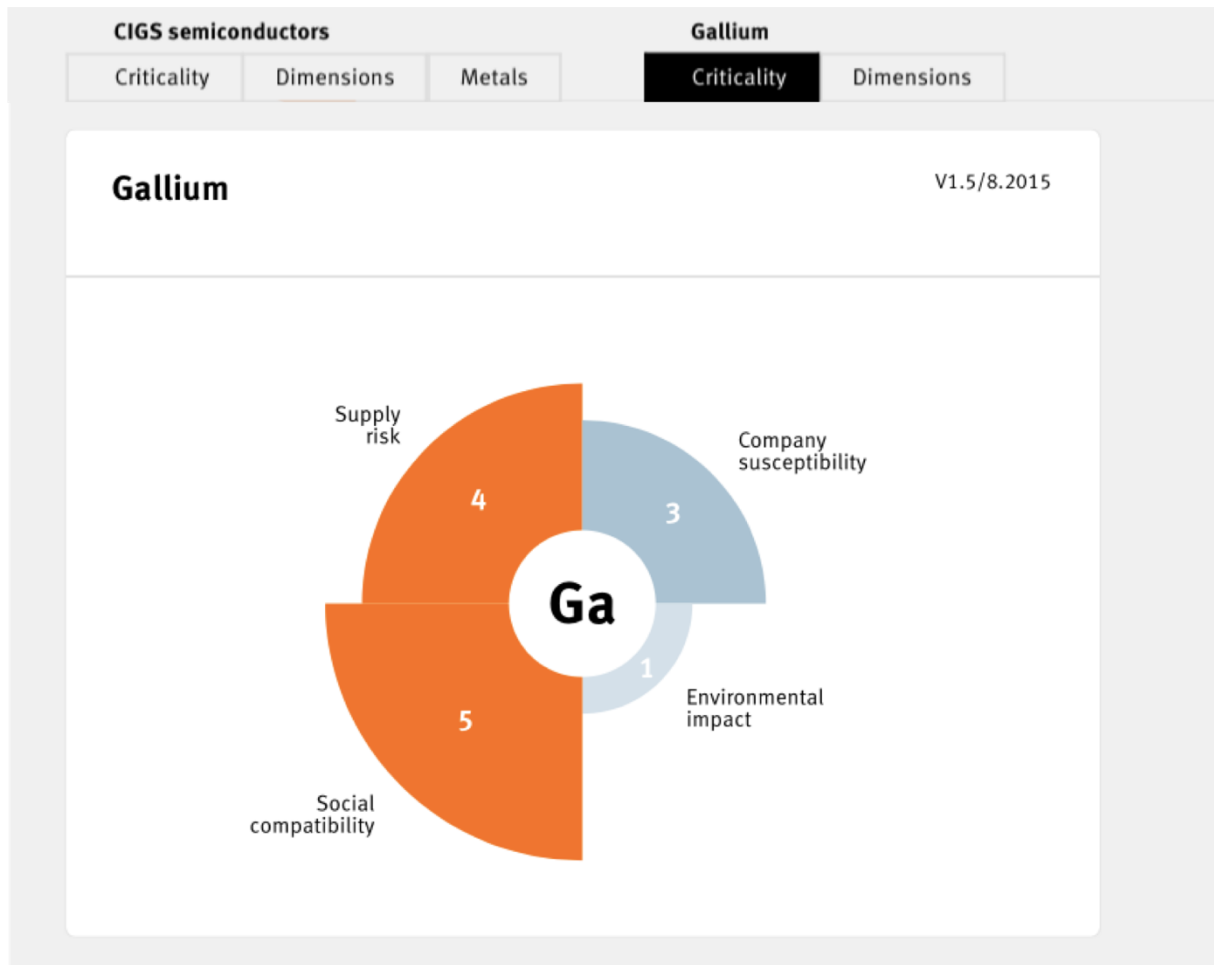 CIGS semiconductors
Gallium
Criticality
Dimensions
Metals
Criticality
Dimensions
Gallium
V1.5/8.2015
Supply
risk
4
Company
susceptibility
3
Ga
1
Environmental
impact
5
Social
compatibility